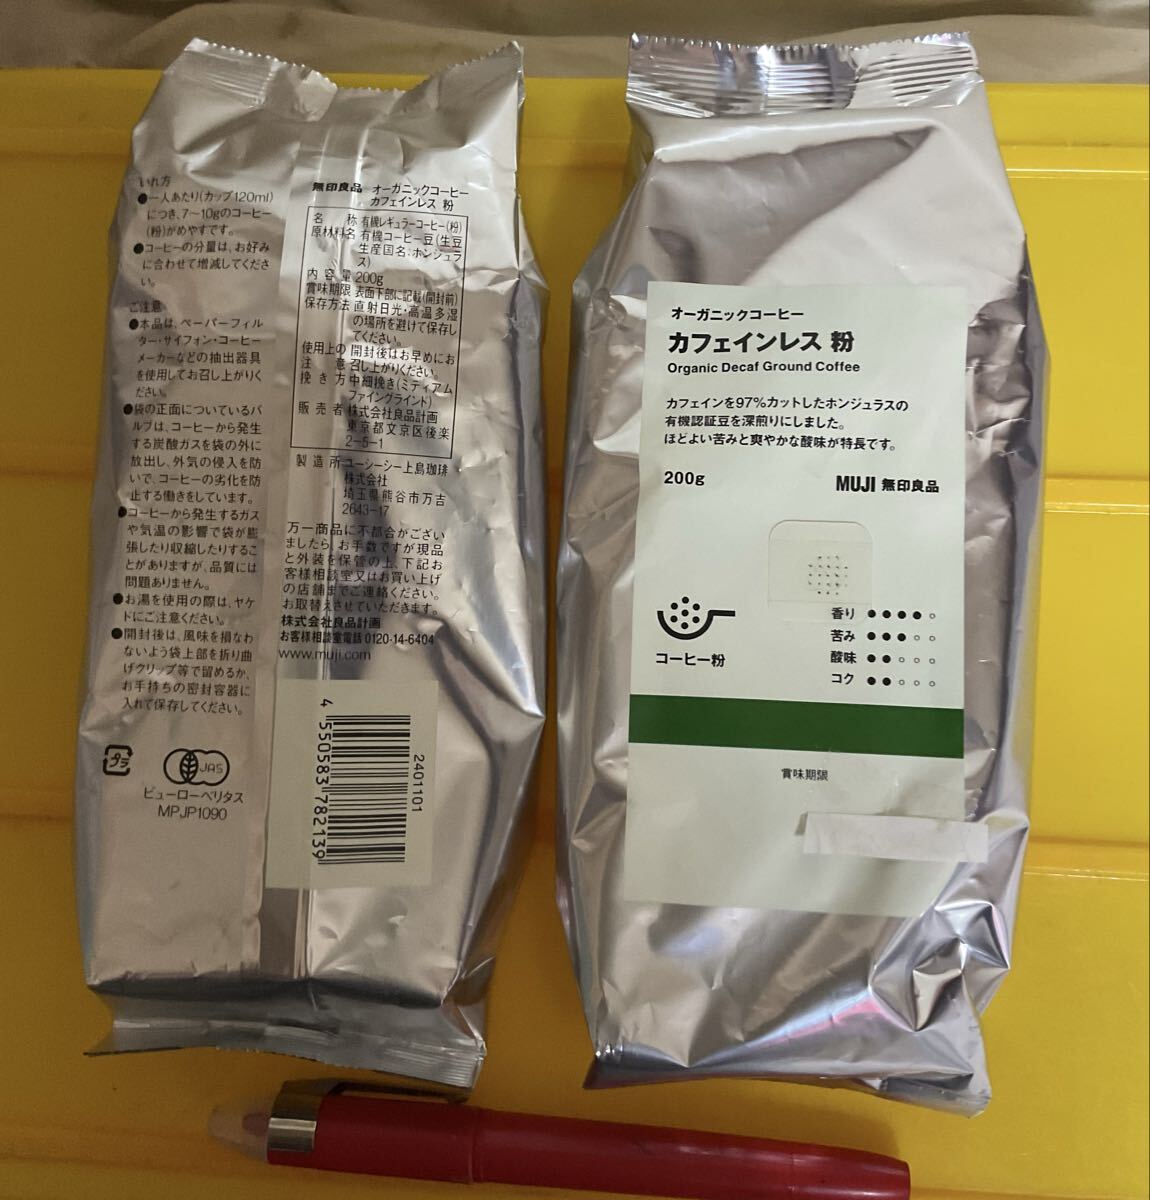 いれ方
●一人あたり(カップ120ml)
につき、7〜10gのコーヒー
(粉)がめやすです。
●コーヒーの分量は、お好み
に合わせて増減してくださ
い。
ご注意
●本品は、ペーパーフィル
ター・サイフォン・コーヒー
メーカーなどの抽出器具
を使用してお召し上がりく
ださい。
●袋の正面についているバ
ルブは、コーヒーから発生
する炭酸ガスを袋の外に
放出し、外気の侵入を防
いで、コーヒーの劣化を防
止する働きをしています。
●コーヒーから発生するガス
や気温の影響で袋が膨
張したり収縮したりするこ
とがありますが、品質には
問題ありません。
●お湯を使用の際は、ヤケ
ドにご注意ください。
●開封後は、風味を損なわ
ないよう袋上部を折り曲
げクリップ等で留めるか、
お手持ちの密封容器に
入れて保存してください。
プラ
JAS
ビューローベリタス
MPJP1090
無印良品 オーガニックコーヒー
カフェインレス 粉
名称 有機レギュラーコーヒー(粉)
原材料名 有機コーヒー豆(生豆
生産国名:ホンジュラ
ス)
内容量 200g
賞味期限 表面下部に記載(開封前)
保存方法 直射日光・高温多湿
の場所を避けて保存し
てください。
使用上の 開封後はお早めにお
注意 召し上がりください。
挽き方 中細挽き(ミディアム
ファイングラインド)
販売者 株式会社良品計画
東京都文京区後楽
2-5-1
製造所 ユーシーシー上島珈琲
株式会社
埼玉県熊谷市万吉
2643-17
万一商品に不都合がござい
ましたら、お手数ですが現品
と外装を保管の上、下記お
客様相談室又はお買い上げ
の店舗までご連絡ください。
お取替えさせていただきます。
株式会社良品計画
お客様相談室電話 0120-14-6404
www.muji.com
4 550583 782139
2401101
オーガニックコーヒー
カフェインレス 粉
Organic Decaf Ground Coffee
カフェインを97%カットしたホンジュラスの
有機認証豆を深煎りにしました。
ほどよい苦みと爽やかな酸味が特長です。
200g MUJI 無印良品
コーヒー粉
香り ●●●●○
苦み ●●●○○
酸味 ●●○○○
コク ●●○○○
賞味期限